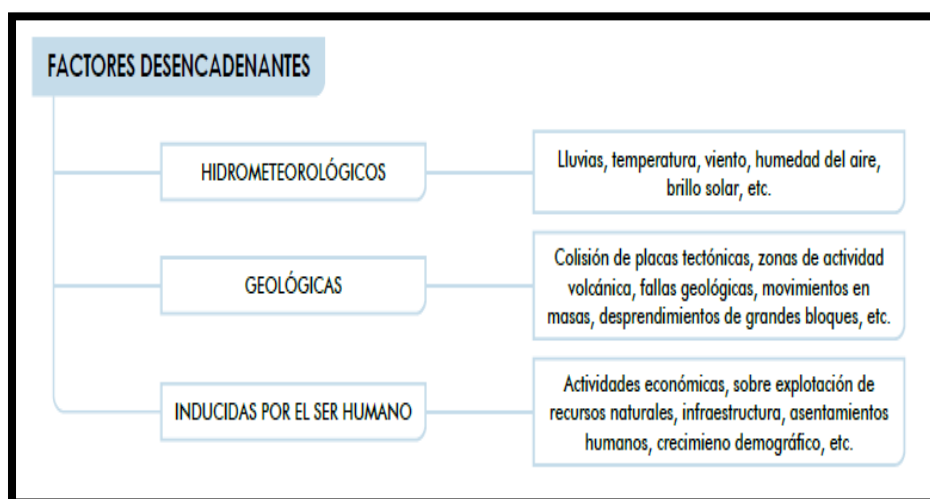 FACTORES DESENCADENANTES
HIDROMETEOROLÓGICOS
Lluvias, temperatura, viento, humedad del aire,
brillo solar, etc.
GEOLÓGICAS
Colisión de placas tectónicas, zonas de actividad
volcánica, fallas geológicas, movimientos en
masas, desprendimientos de grandes bloques, etc.
INDUCIDAS POR EL SER HUMANO
Actividades económicas, sobre explotación de
recursos naturales, infraestructura, asentamientos
humanos, crecimieno demográfico, etc.